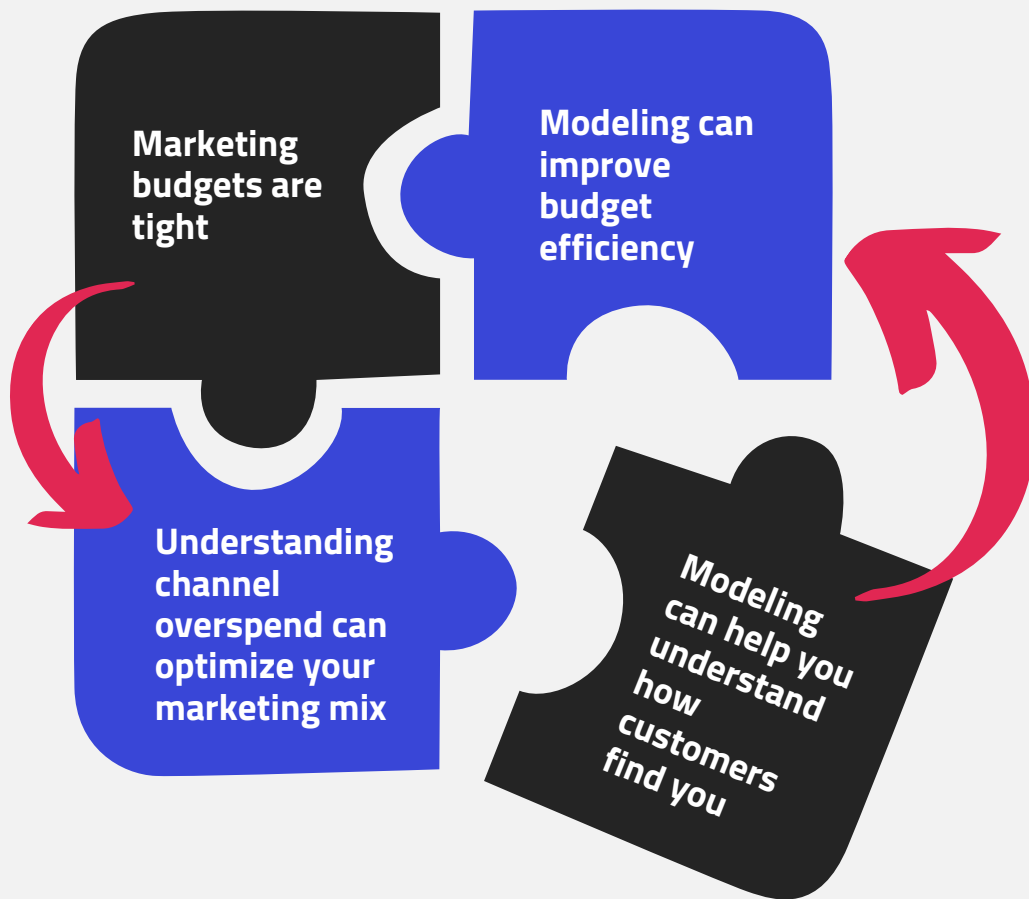 Marketing
budgets are
tight
Modeling can
improve
budget
efficiency
Understanding
channel
overspend can
optimize your
marketing mix
Modeling
can help you
understand
how
customers
find you